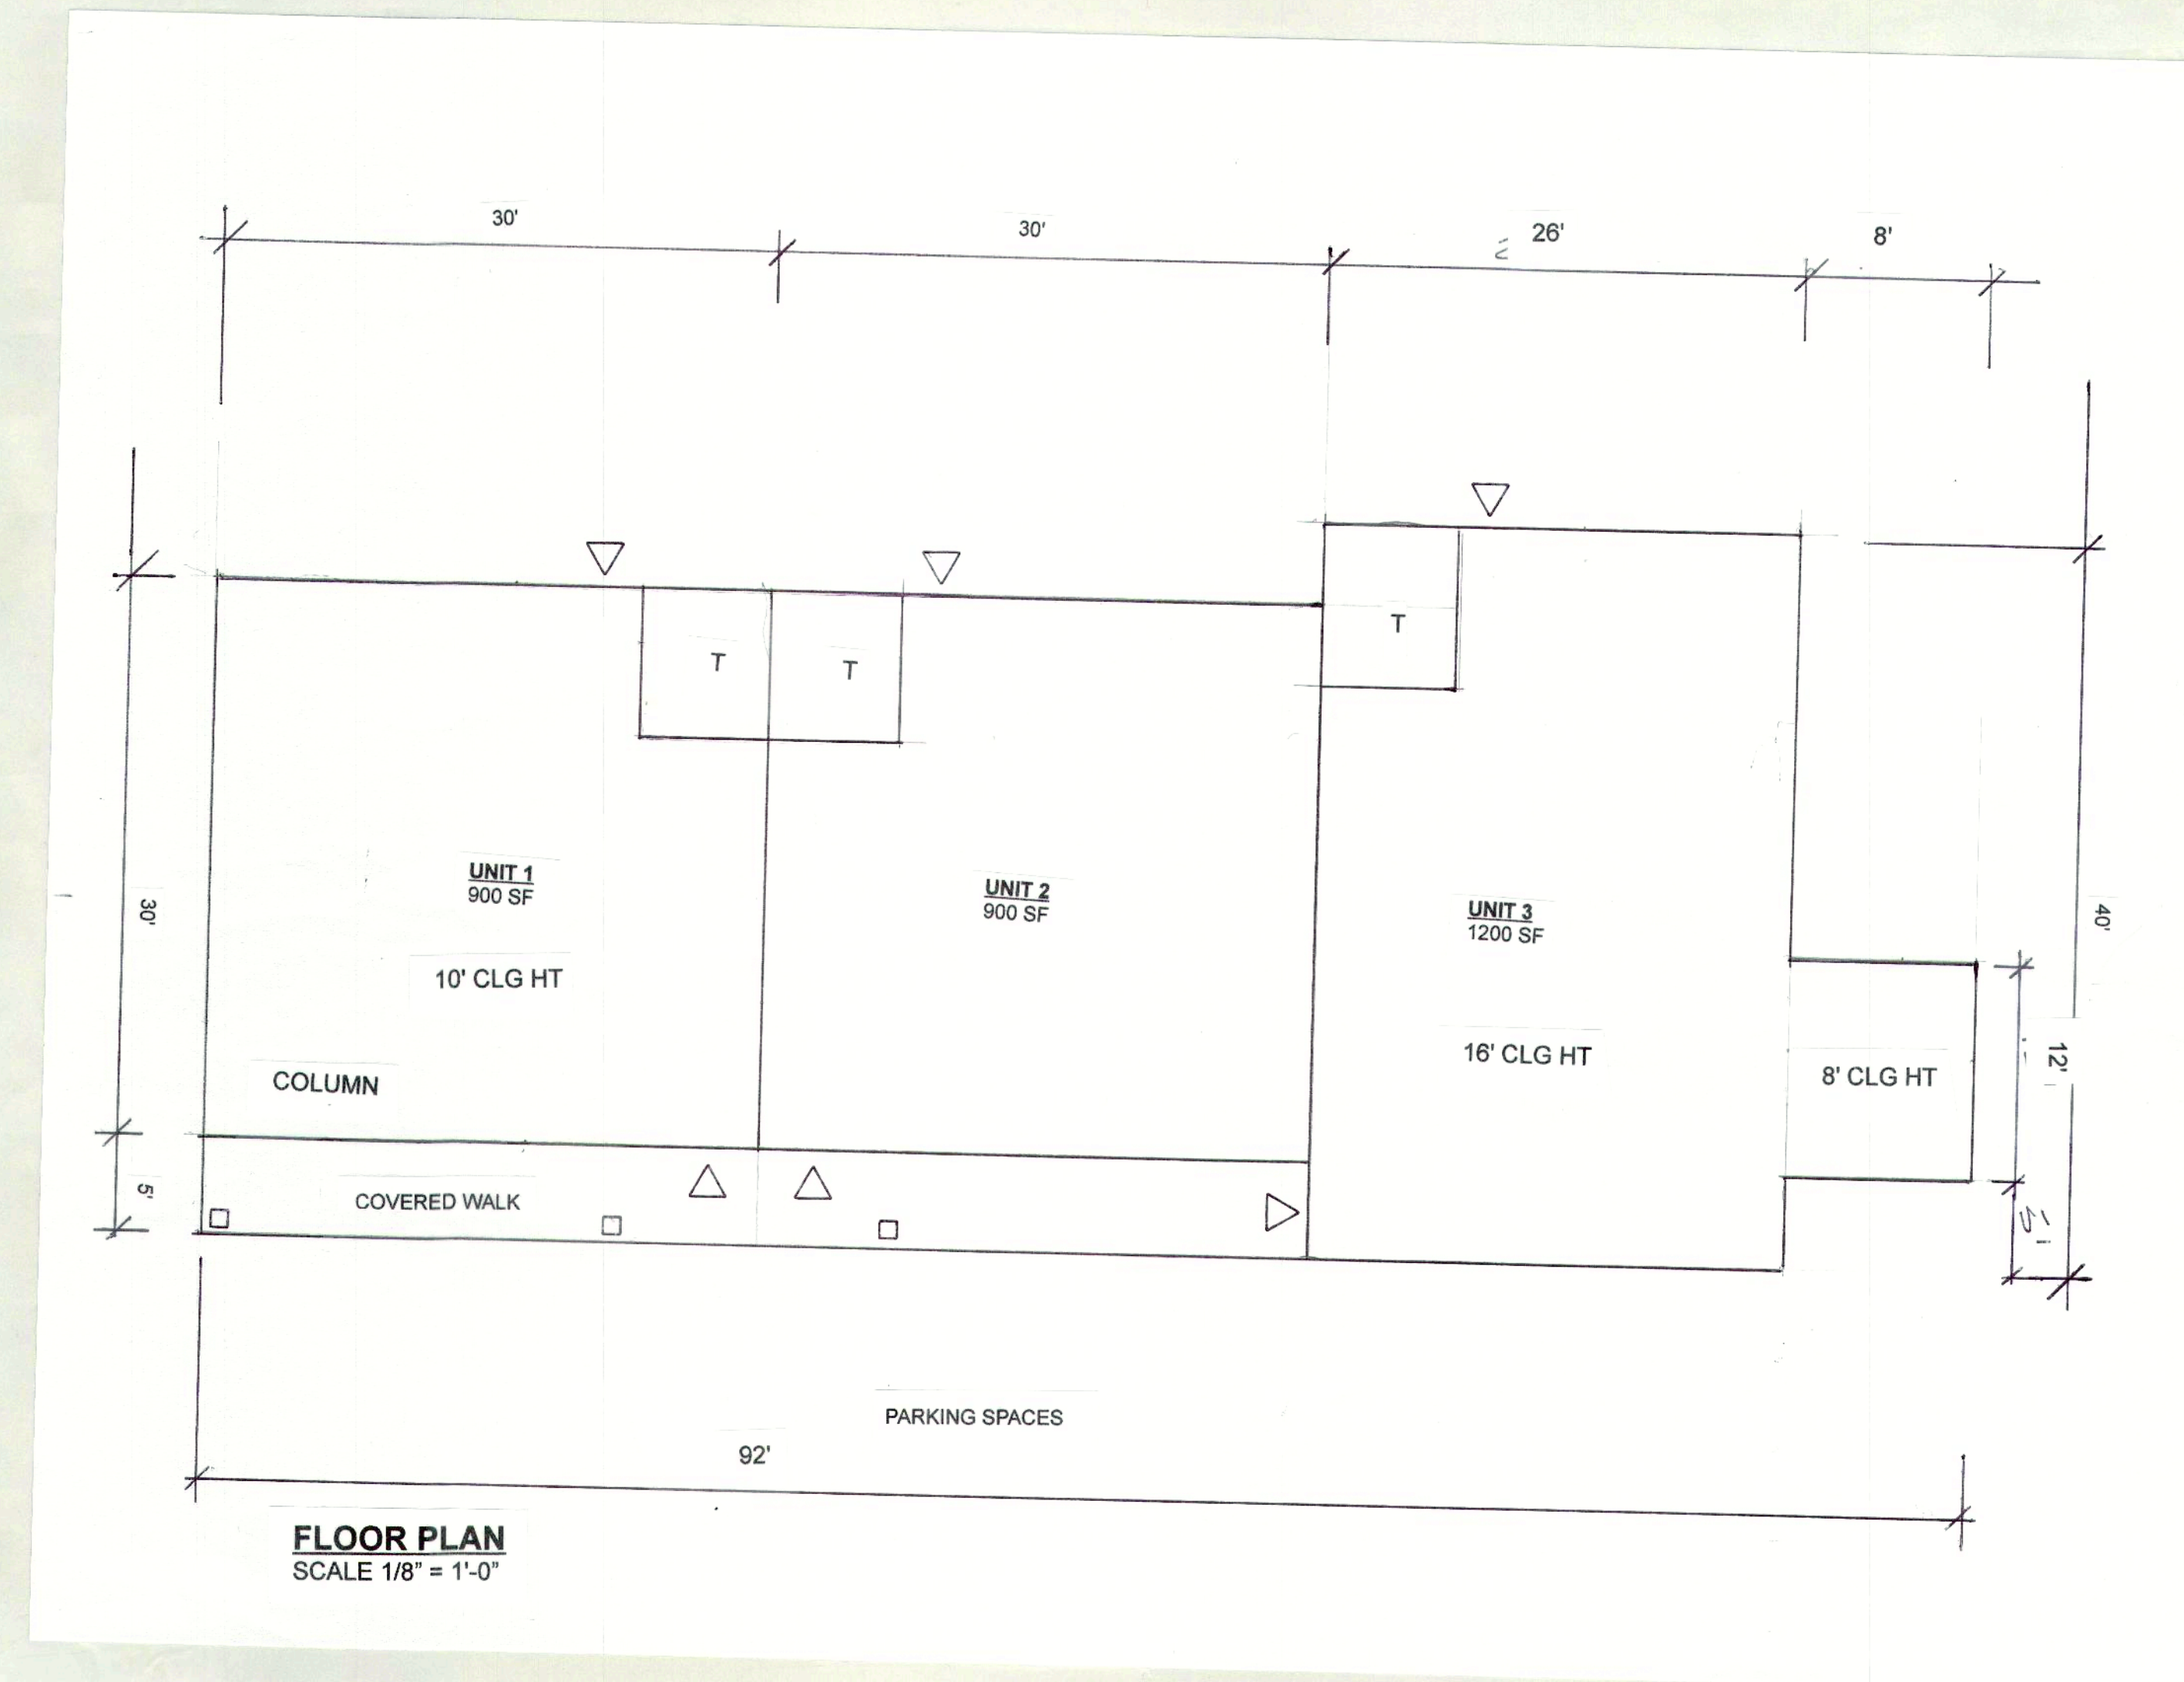 30'
30'
26'
8'
T
T
T
UNIT 1
900 SF
UNIT 2
900 SF
UNIT 3
1200 SF
30'
40'
10' CLG HT
16' CLG HT
8' CLG HT
12'
COLUMN
COVERED WALK
5'
5'
PARKING SPACES
92'
FLOOR PLAN
SCALE 1/8” = 1'-0”